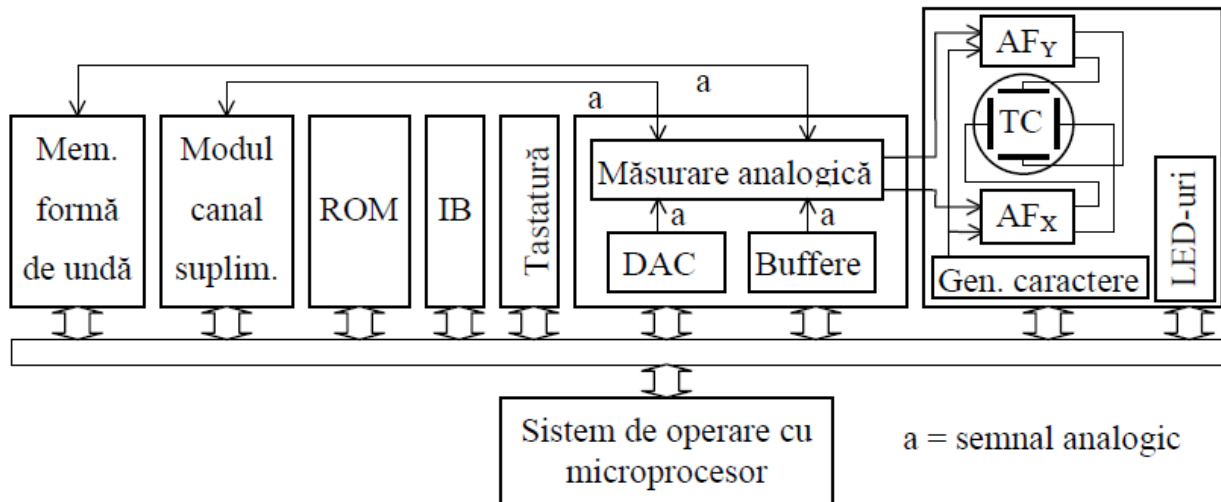 a
a
Mem.
formă
de undă
Modul
canal
suplim.
ROM
IB
Tastatură
Măsurare analogică
a
a
DAC
Buffere
AFY
TC
AFX
Gen. caractere
LED-uri
Sistem de operare cu
microprocesor
a = semnal analogic